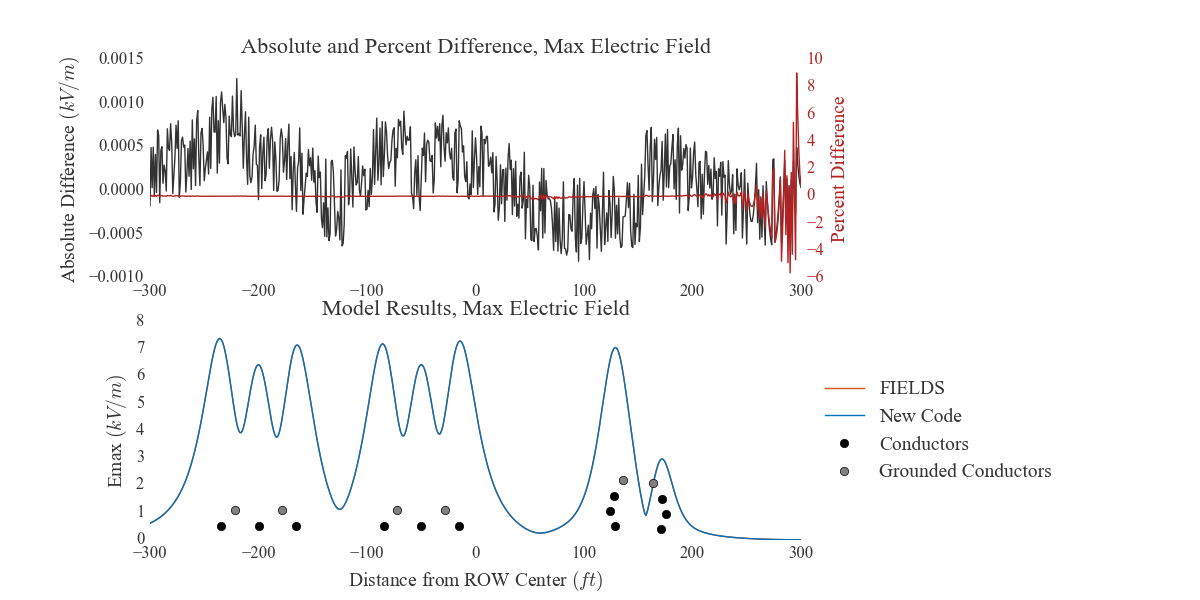 Absolute and Percent Difference, Max Electric Field
Absolute Difference (kV/m)
0.0015
0.0010
0.0005
0.0000
−0.0005
−0.0010
10
8
6
4
2
0
−2
−4
−6
Percent Difference
−300 −200 −100 0 100 200 300
Model Results, Max Electric Field
Emax (kV/m)
8
7
6
5
4
3
2
1
0
−300 −200 −100 0 100 200 300
Distance from ROW Center (ft)
FIELDS
New Code
Conductors
Grounded Conductors